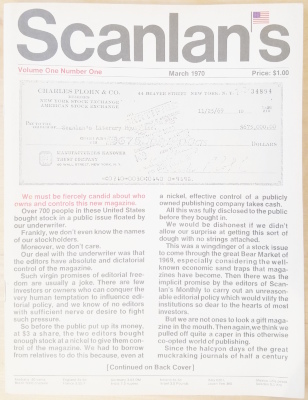 Scanlan's
Volume One Number One
March 1970
Price: $1.00
CHARLES PLOHN & CO.
MEMBERS
NEW YORK STOCK EXCHANGE
AMERICAN STOCK EXCHANGE
DOLLARS
We must be fiercely candid about who
owns and controls this new magazine.
Over 700 people in these United States
bought stock in a public issue floated by
our underwriter.
Frankly, we don't even know the names
of our stockholders.
Moreover, we don't care.
Our deal with the underwriter was that
the editors have absolute and dictatorial
control of the magazine.
Such virgin promises of editorial free-
dom are usually a joke. There are few
investors or owners who can conquer the
very human temptation to influence edi-
torial policy, and we know of no editors
with sufficient nerve or desire to fight
such pressure.
So before the public put up its money,
at $3 a share, the two editors bought
enough stock at a nickel to give them con-
trol of the magazine. We had to borrow
from relatives to do this because, even at
a nickel, effective control of a publicly
owned publishing company takes cash.
All this was fully disclosed to the public
before they bought in.
We would be dishonest if we didn't
allow our surprise at getting this sort of
dough with no strings attached.
This was a wingdinger of a stock issue
to come through the great Bear Market of
1969, especially considering the well-
known economic sand traps that maga-
zines have become. Then there was the
implicit promise by the editors of Scan-
lan's Monthly to carry out an unreason-
able editorial policy which would vilify the
institutions so dear to the hearts of most
investors.
But we are not ones to look a gift maga-
zine in the mouth. Then again, we think we
pulled off quite a caper in this otherwise
co-opted world of publishing.
Since the halcyon days of the great
muckraking journals of half a century
[Continued on Back Cover]